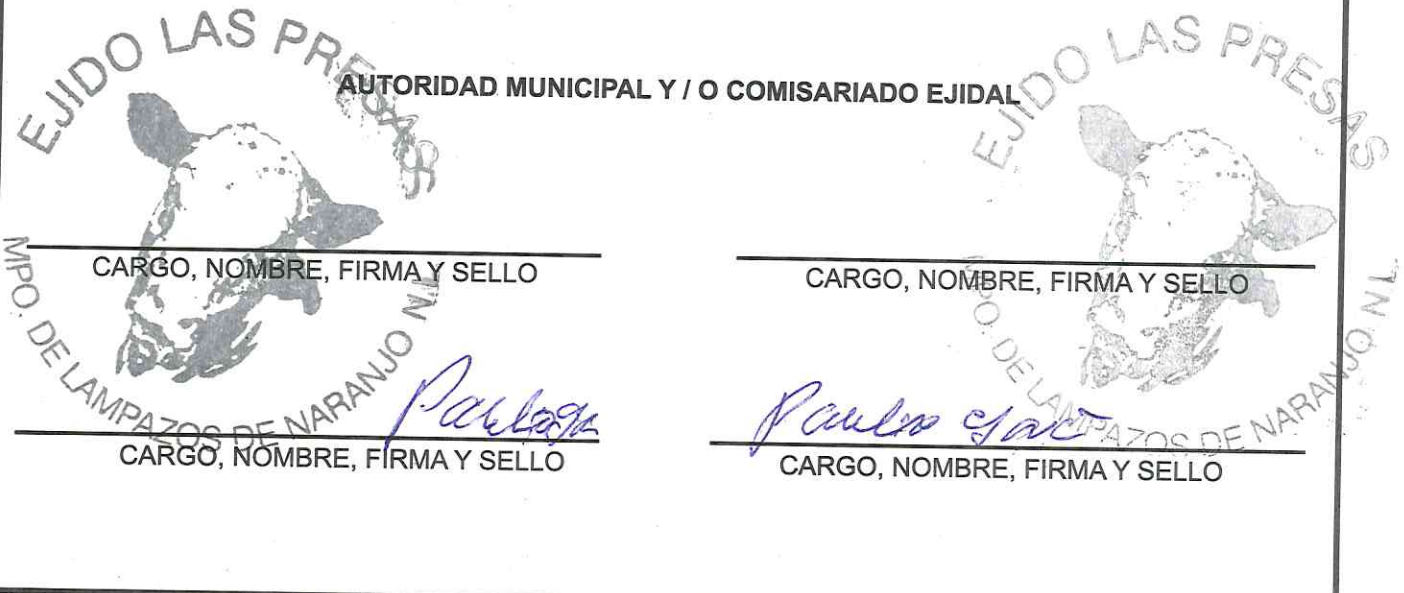 EJIDO LAS PRESAS
EJIDO LAS PRESAS
AUTORIDAD MUNICIPAL Y / O COMISARIADO EJIDAL
CARGO, NOMBRE, FIRMA Y SELLO
CARGO, NOMBRE, FIRMA Y SELLO
MPO. DE LAMPAZOS DE NARANJO N L
MPO. DE LAMPAZOS DE NARANJO N L
CARGO, NOMBRE, FIRMA Y SELLO
CARGO, NOMBRE, FIRMA Y SELLO